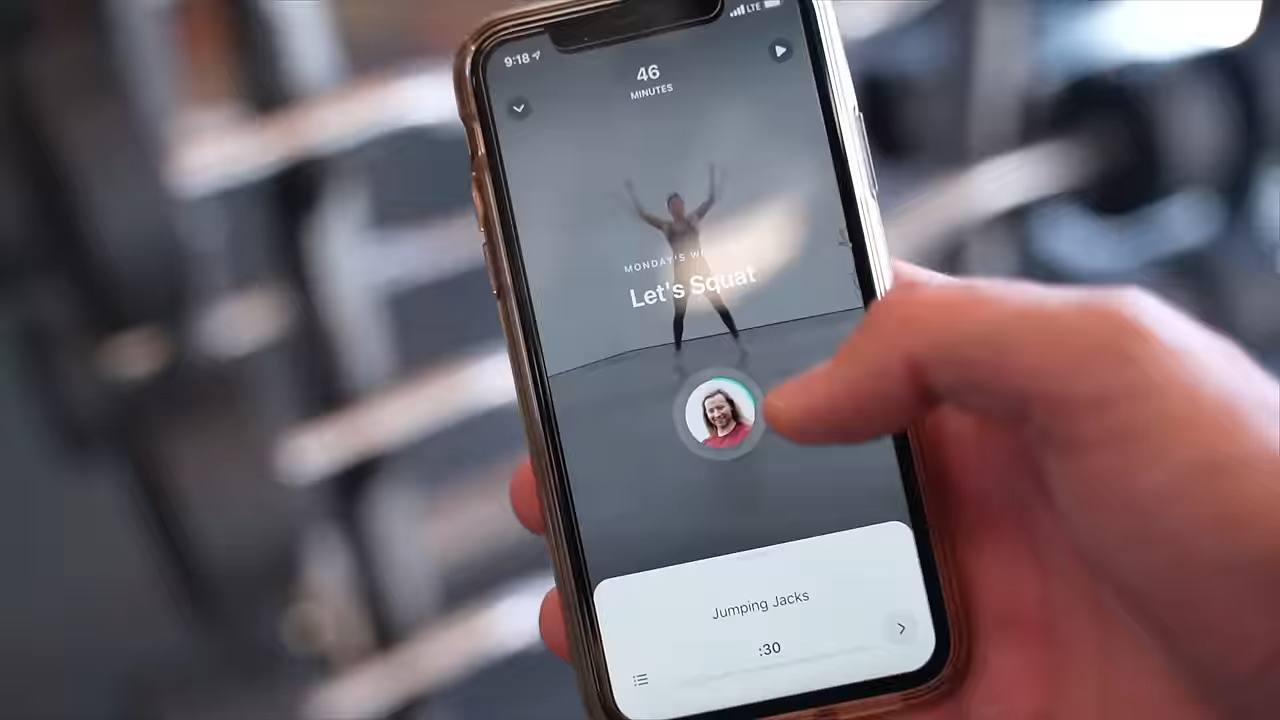 9:18
LTE
46
MINUTES
MONDAY'S
Let's Squat
Jumping Jacks
:30